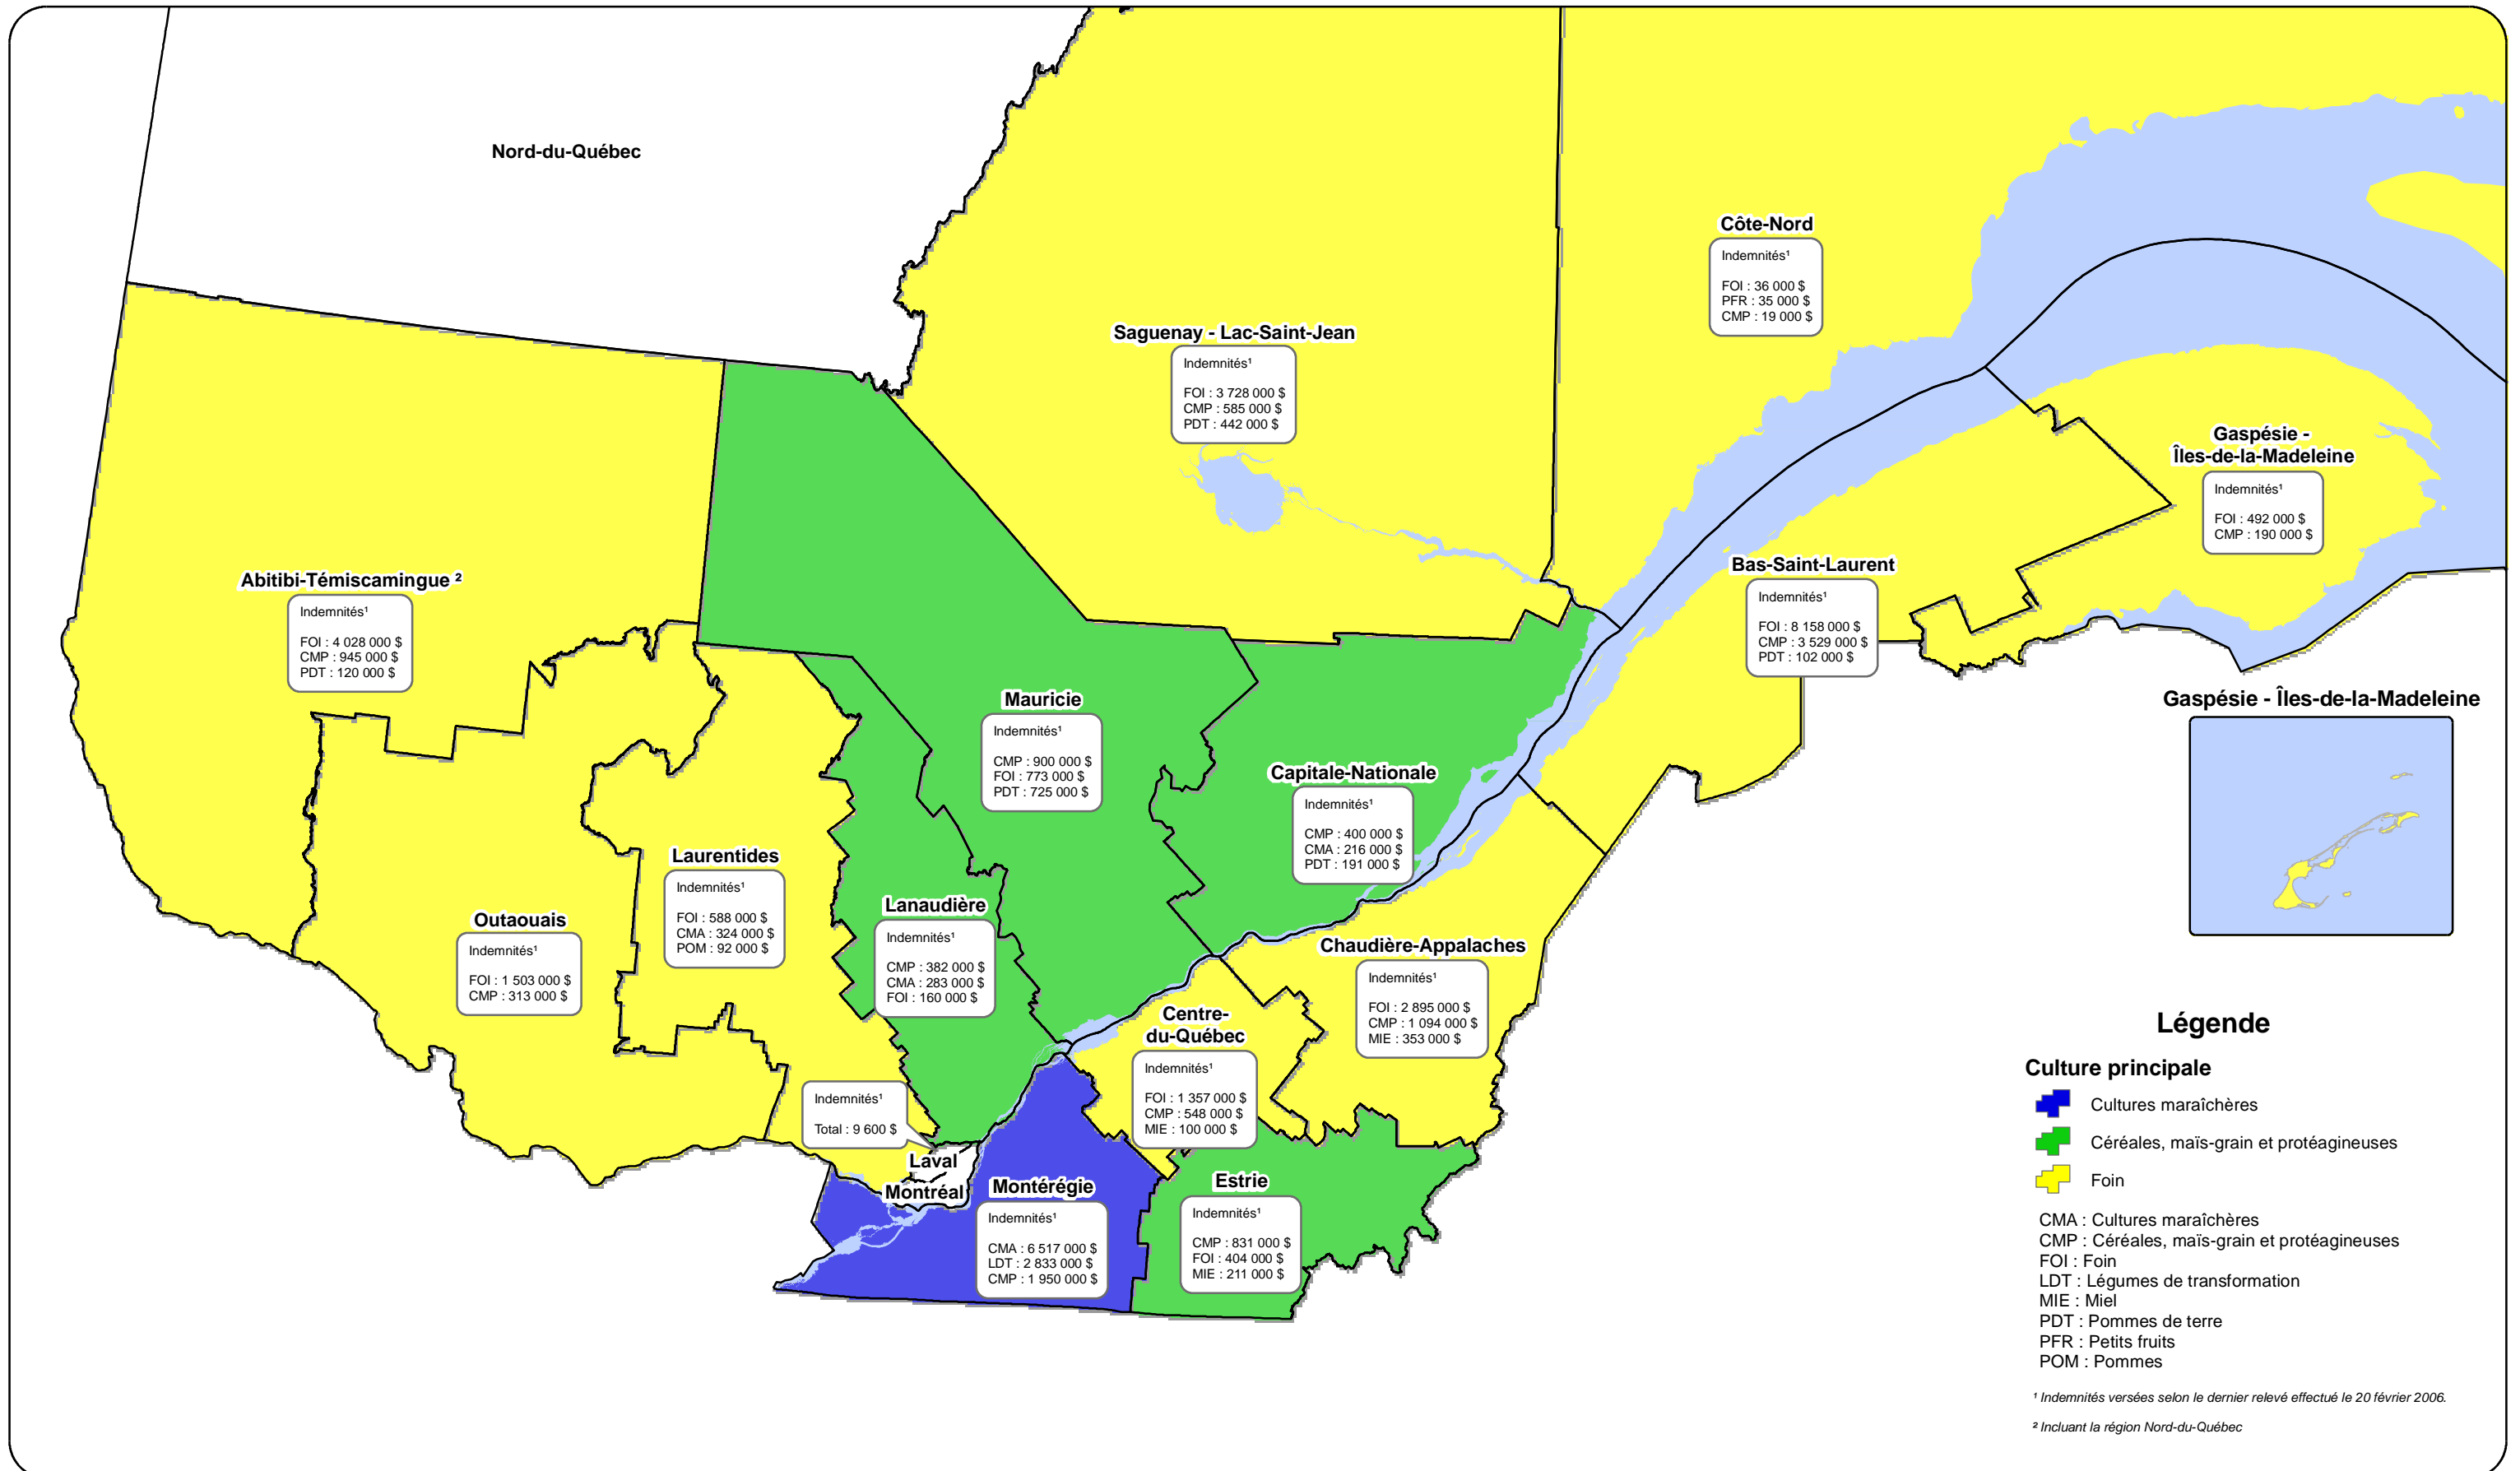 Nord-du-Québec
Côte-Nord
Indemnités¹
FOI : 36 000 $
PFR : 35 000 $
CMP : 19 000 $
Saguenay - Lac-Saint-Jean
Indemnités¹
FOI : 3 728 000 $
CMP : 585 000 $
PDT : 442 000 $
Gaspésie -
Îles-de-la-Madeleine
Indemnités¹
FOI : 492 000 $
CMP : 190 000 $
Bas-Saint-Laurent
Indemnités¹
FOI : 8 158 000 $
CMP : 3 529 000 $
PDT : 102 000 $
Abitibi-Témiscamingue ²
Indemnités¹
FOI : 4 028 000 $
CMP : 945 000 $
PDT : 120 000 $
Mauricie
Indemnités¹
CMP : 900 000 $
FOI : 773 000 $
PDT : 725 000 $
Gaspésie - Îles-de-la-Madeleine
Capitale-Nationale
Indemnités¹
CMP : 400 000 $
CMA : 216 000 $
PDT : 191 000 $
Laurentides
Indemnités¹
FOI : 588 000 $
CMA : 324 000 $
POM : 92 000 $
Outaouais
Indemnités¹
FOI : 1 503 000 $
CMP : 313 000 $
Lanaudière
Indemnités¹
CMP : 382 000 $
CMA : 283 000 $
FOI : 160 000 $
Chaudière-Appalaches
Indemnités¹
FOI : 2 895 000 $
CMP : 1 094 000 $
MIE : 353 000 $
Centre-
du-Québec
Indemnités¹
FOI : 1 357 000 $
CMP : 548 000 $
MIE : 100 000 $
Indemnités¹
Total : 9 600 $
Laval
Montréal
Montérégie
Indemnités¹
CMA : 6 517 000 $
LDT : 2 833 000 $
CMP : 1 950 000 $
Estrie
Indemnités¹
CMP : 831 000 $
FOI : 404 000 $
MIE : 211 000 $
Légende
Culture principale
Cultures maraîchères
Céréales, maïs-grain et protéagineuses
Foin
CMA : Cultures maraîchères
CMP : Céréales, maïs-grain et protéagineuses
FOI : Foin
LDT : Légumes de transformation
MIE : Miel
PDT : Pommes de terre
PFR : Petits fruits
POM : Pommes
¹ Indemnités versées selon le dernier relevé effectué le 20 février 2006.
² Incluant la région Nord-du-Québec